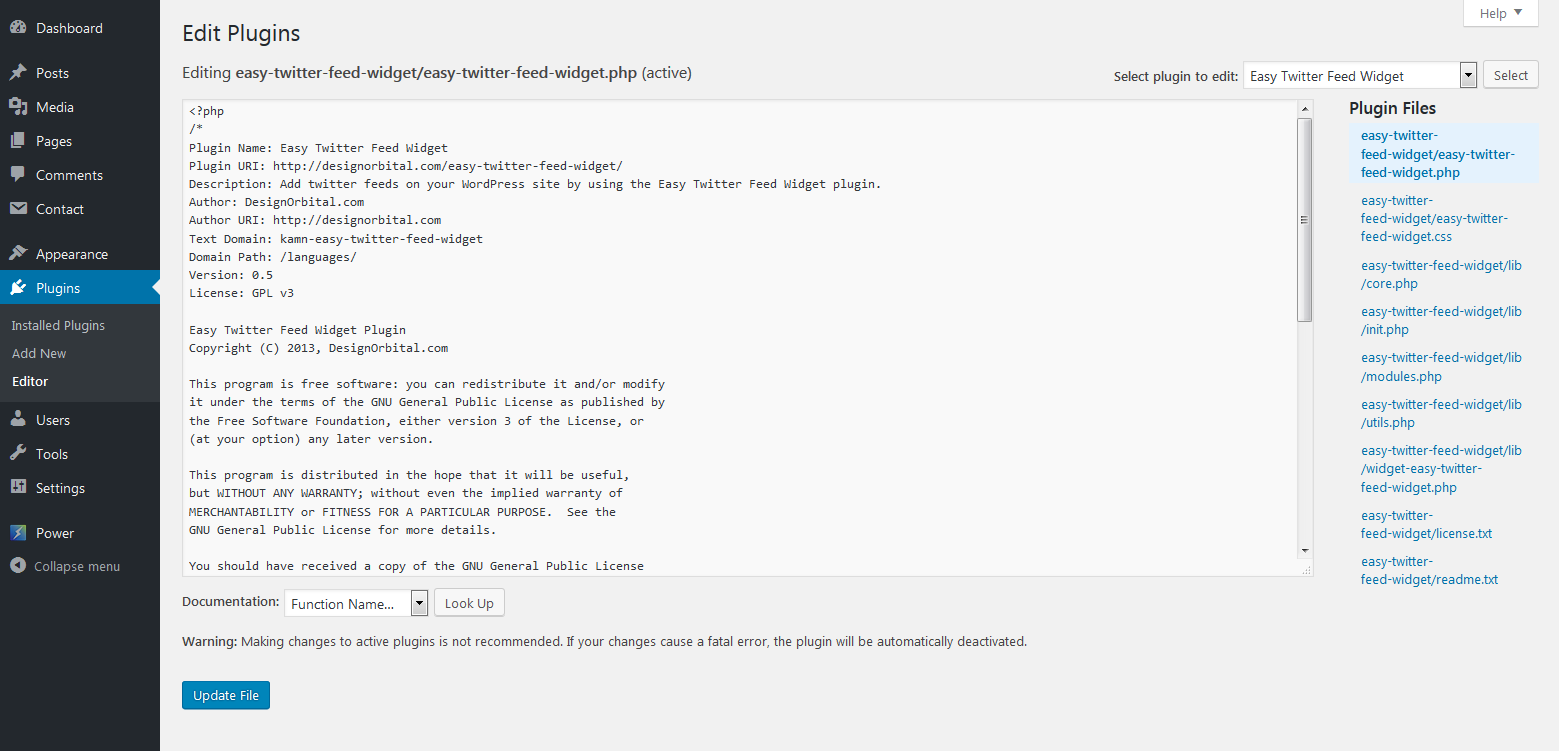 Dashboard
Posts
Media
Pages
Comments
Contact
Appearance
Plugins
Installed Plugins
Add New
Editor
Users
Tools
Settings
Power
Collapse menu
Help
Edit Plugins
Editing easy-twitter-feed-widget/easy-twitter-feed-widget.php (active)
Select plugin to edit: Easy Twitter Feed Widget Select
<?php
/*
Plugin Name: Easy Twitter Feed Widget
Plugin URI: http://designorbital.com/easy-twitter-feed-widget/
Description: Add twitter feeds on your WordPress site by using the Easy Twitter Feed Widget plugin.
Author: DesignOrbital.com
Author URI: http://designorbital.com
Text Domain: kamn-easy-twitter-feed-widget
Domain Path: /languages/
Version: 0.5
License: GPL v3
Easy Twitter Feed Widget Plugin
Copyright (C) 2013, DesignOrbital.com
This program is free software: you can redistribute it and/or modify
it under the terms of the GNU General Public License as published by
the Free Software Foundation, either version 3 of the License, or
(at your option) any later version.
This program is distributed in the hope that it will be useful,
but WITHOUT ANY WARRANTY; without even the implied warranty of
MERCHANTABILITY or FITNESS FOR A PARTICULAR PURPOSE.  See the
GNU General Public License for more details.
You should have received a copy of the GNU General Public License
Plugin Files
easy-twitter-
feed-widget/easy-twitter-
feed-widget.php
easy-twitter-
feed-widget/easy-twitter-
feed-widget.css
easy-twitter-feed-widget/lib
/core.php
easy-twitter-feed-widget/lib
/init.php
easy-twitter-feed-widget/lib
/modules.php
easy-twitter-feed-widget/lib
/utils.php
easy-twitter-feed-widget/lib
/widget-easy-twitter-
feed-widget.php
easy-twitter-
feed-widget/license.txt
easy-twitter-
feed-widget/readme.txt
Documentation: Function Name... Look Up
Warning: Making changes to active plugins is not recommended. If your changes cause a fatal error, the plugin will be automatically deactivated.
Update File